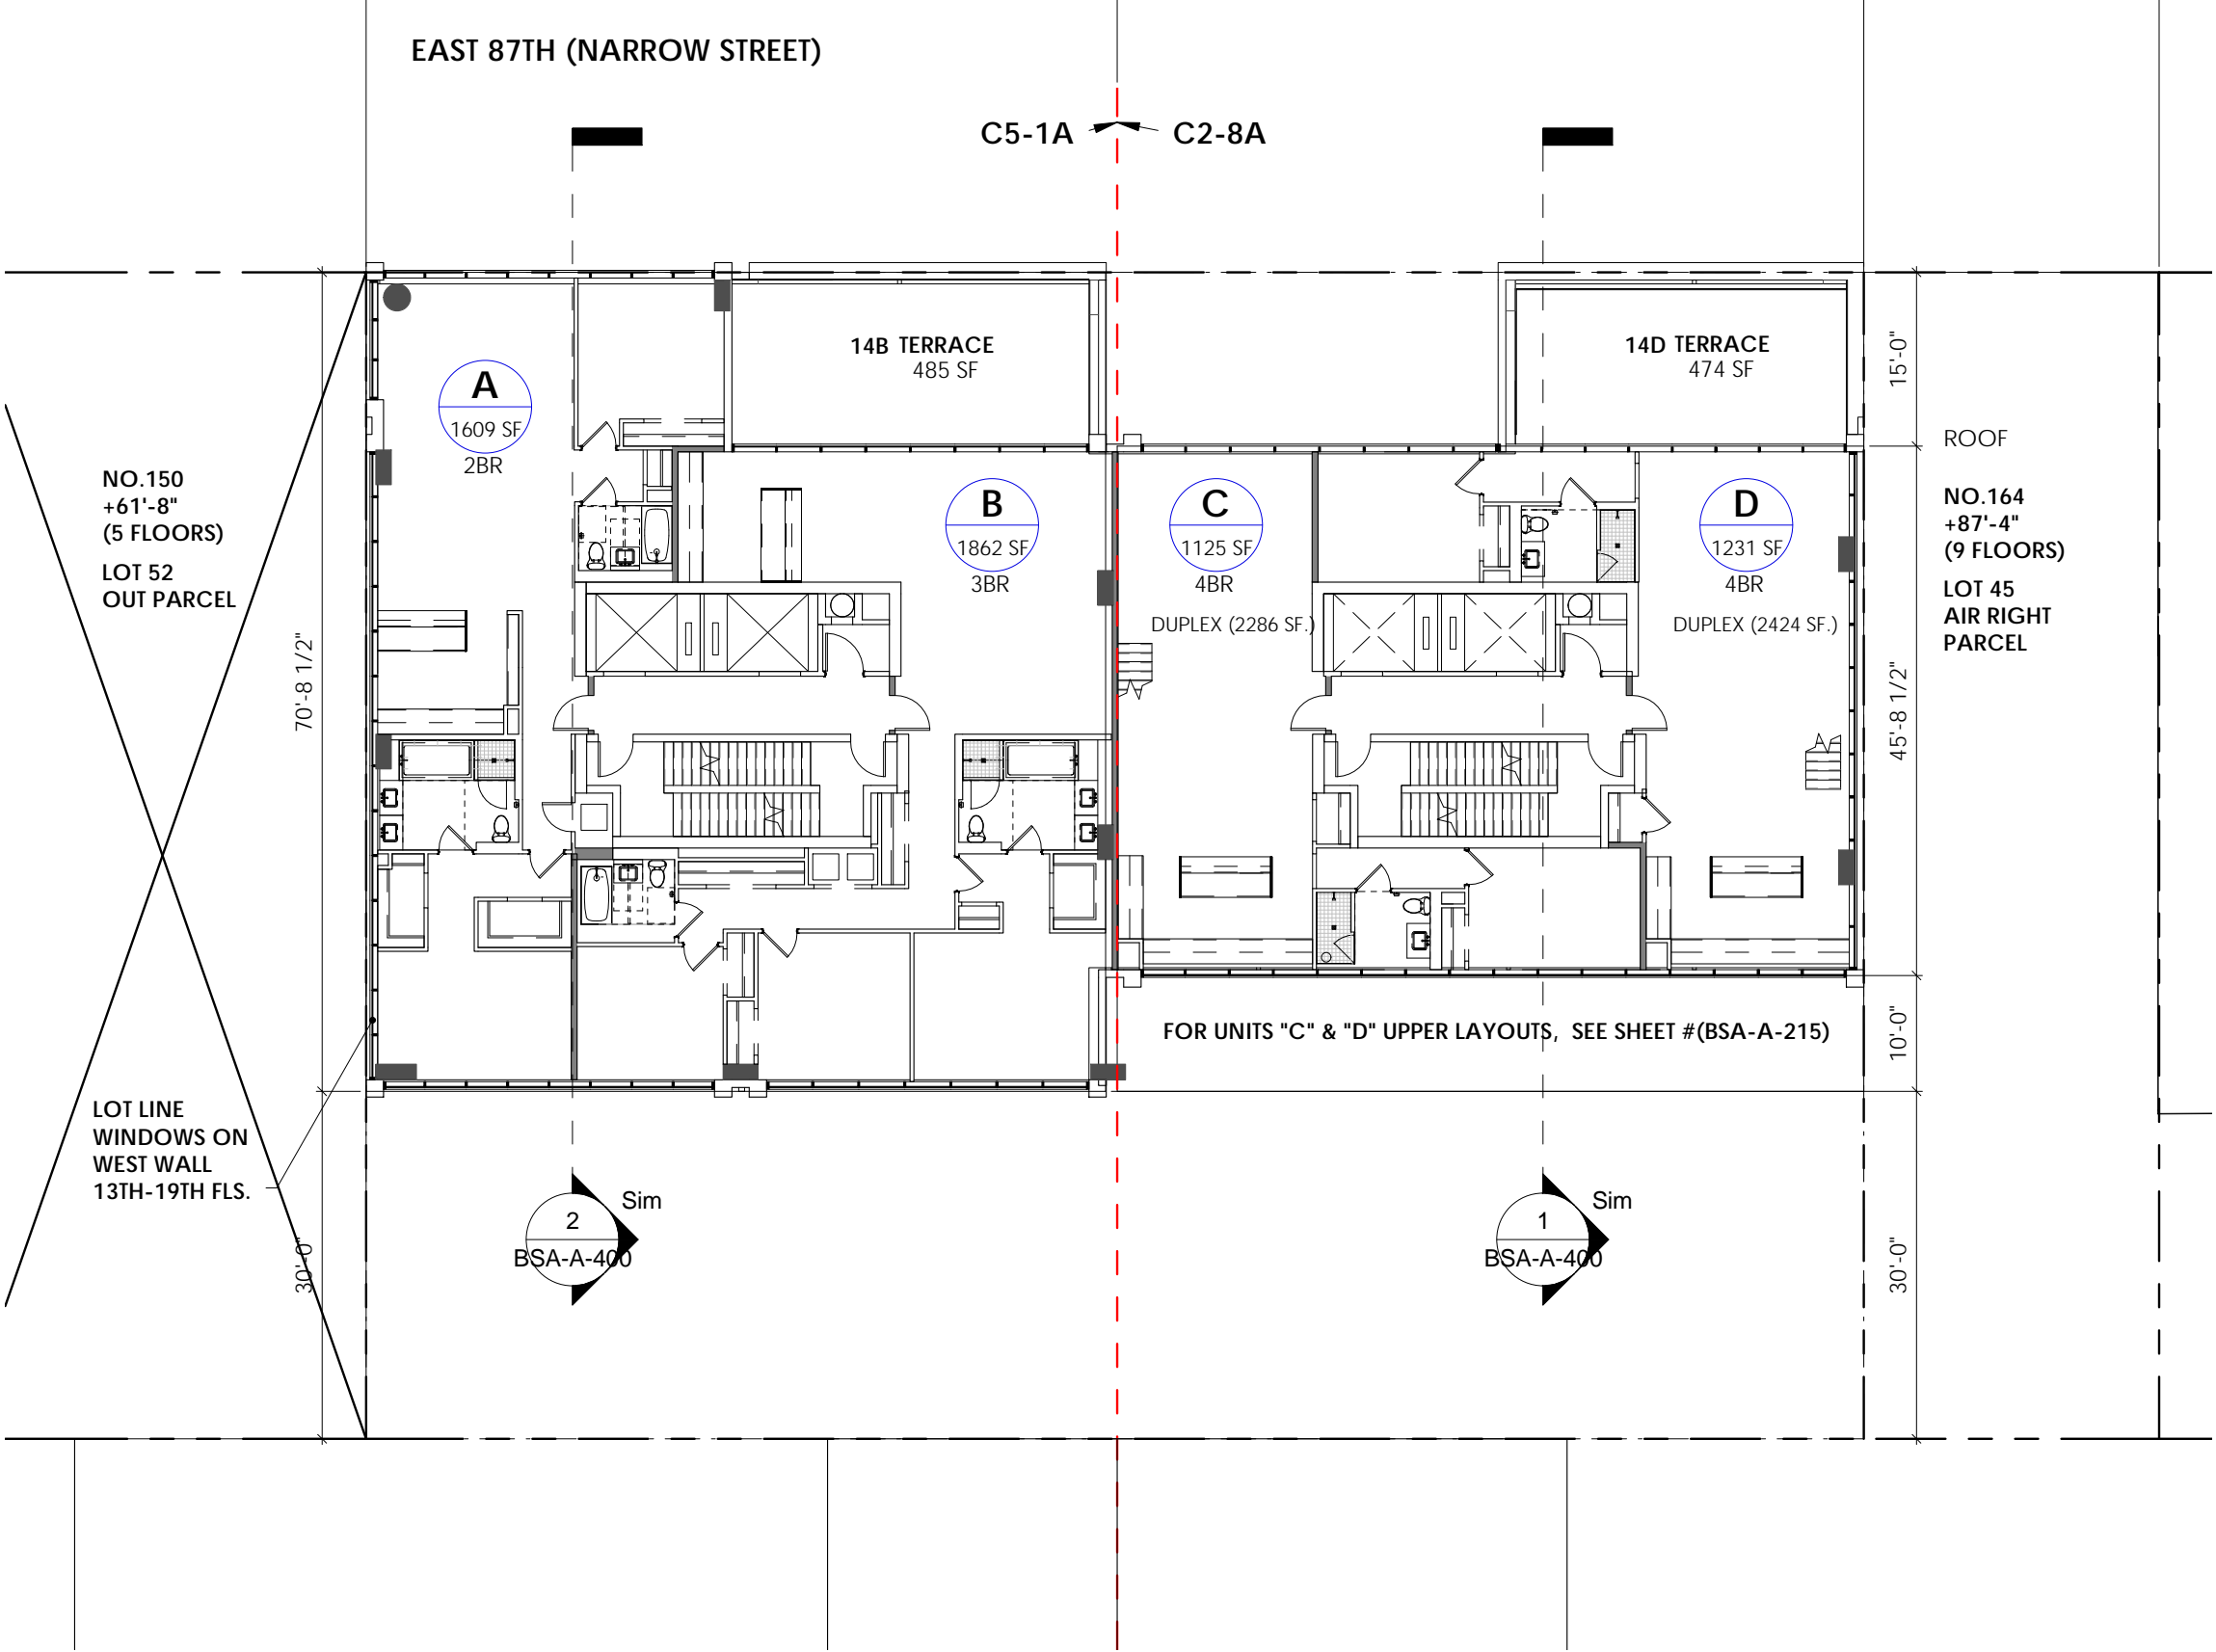 EAST 87TH (NARROW STREET)
C5-1A
C2-8A
14B TERRACE
485 SF
14D TERRACE
474 SF
15'-0"
A
1609 SF
2BR
ROOF
NO.150
+61'-8"
(5 FLOORS)
LOT 52
OUT PARCEL
B
1862 SF
3BR
C
1125 SF
4BR
DUPLEX (2286 SF.)
D
1231 SF
4BR
DUPLEX (2424 SF.)
NO.164
+87'-4"
(9 FLOORS)
LOT 45
AIR RIGHT
PARCEL
70'-8 1/2"
45'-8 1/2"
FOR UNITS "C" & "D" UPPER LAYOUTS, SEE SHEET #(BSA-A-215)
10'-0"
LOT LINE
WINDOWS ON
WEST WALL
13TH-19TH FLS.
30'-0"
2
BSA-A-400
Sim
1
BSA-A-400
Sim
30'-0"